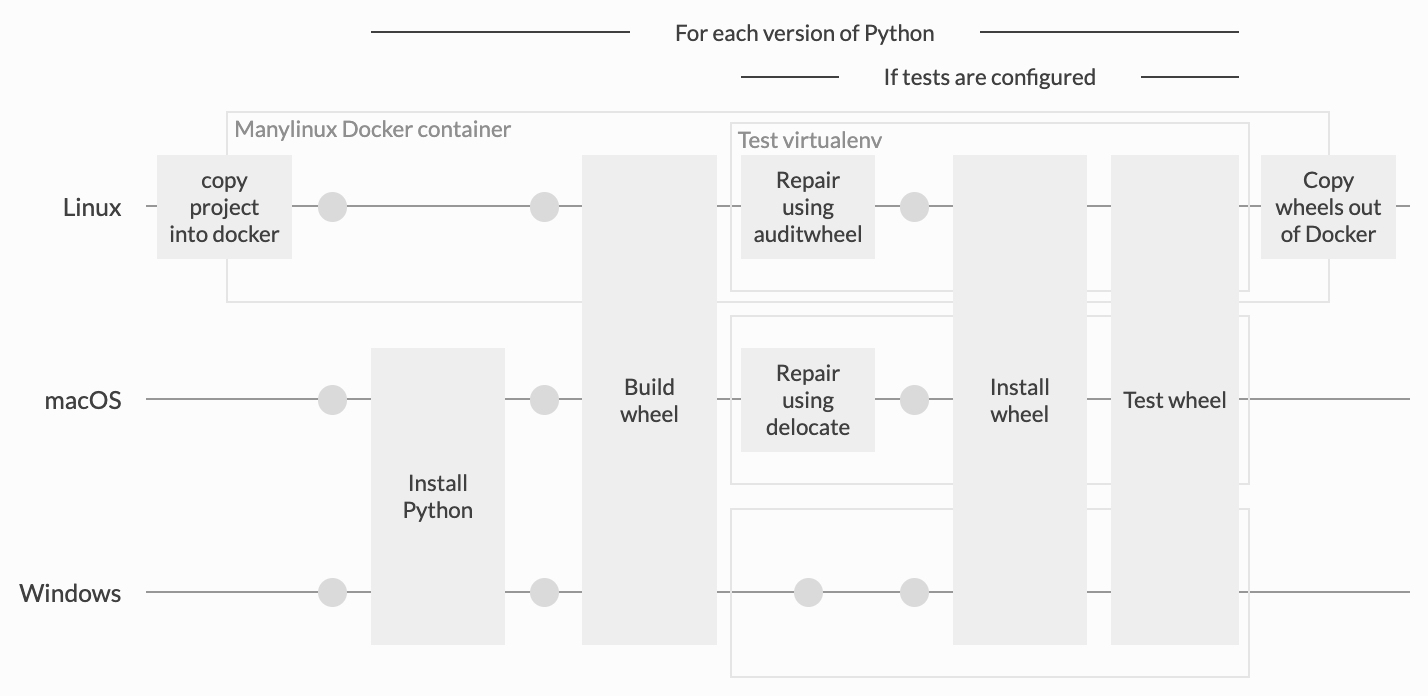 For each version of Python
If tests are configured
Manylinux Docker container
Test virtualenv
Linux
copy
project
into docker
Repair
using
auditwheel
Copy
wheels out
of Docker
macOS
Install
Python
Build
wheel
Repair
using
delocate
Install
wheel
Test wheel
Windows